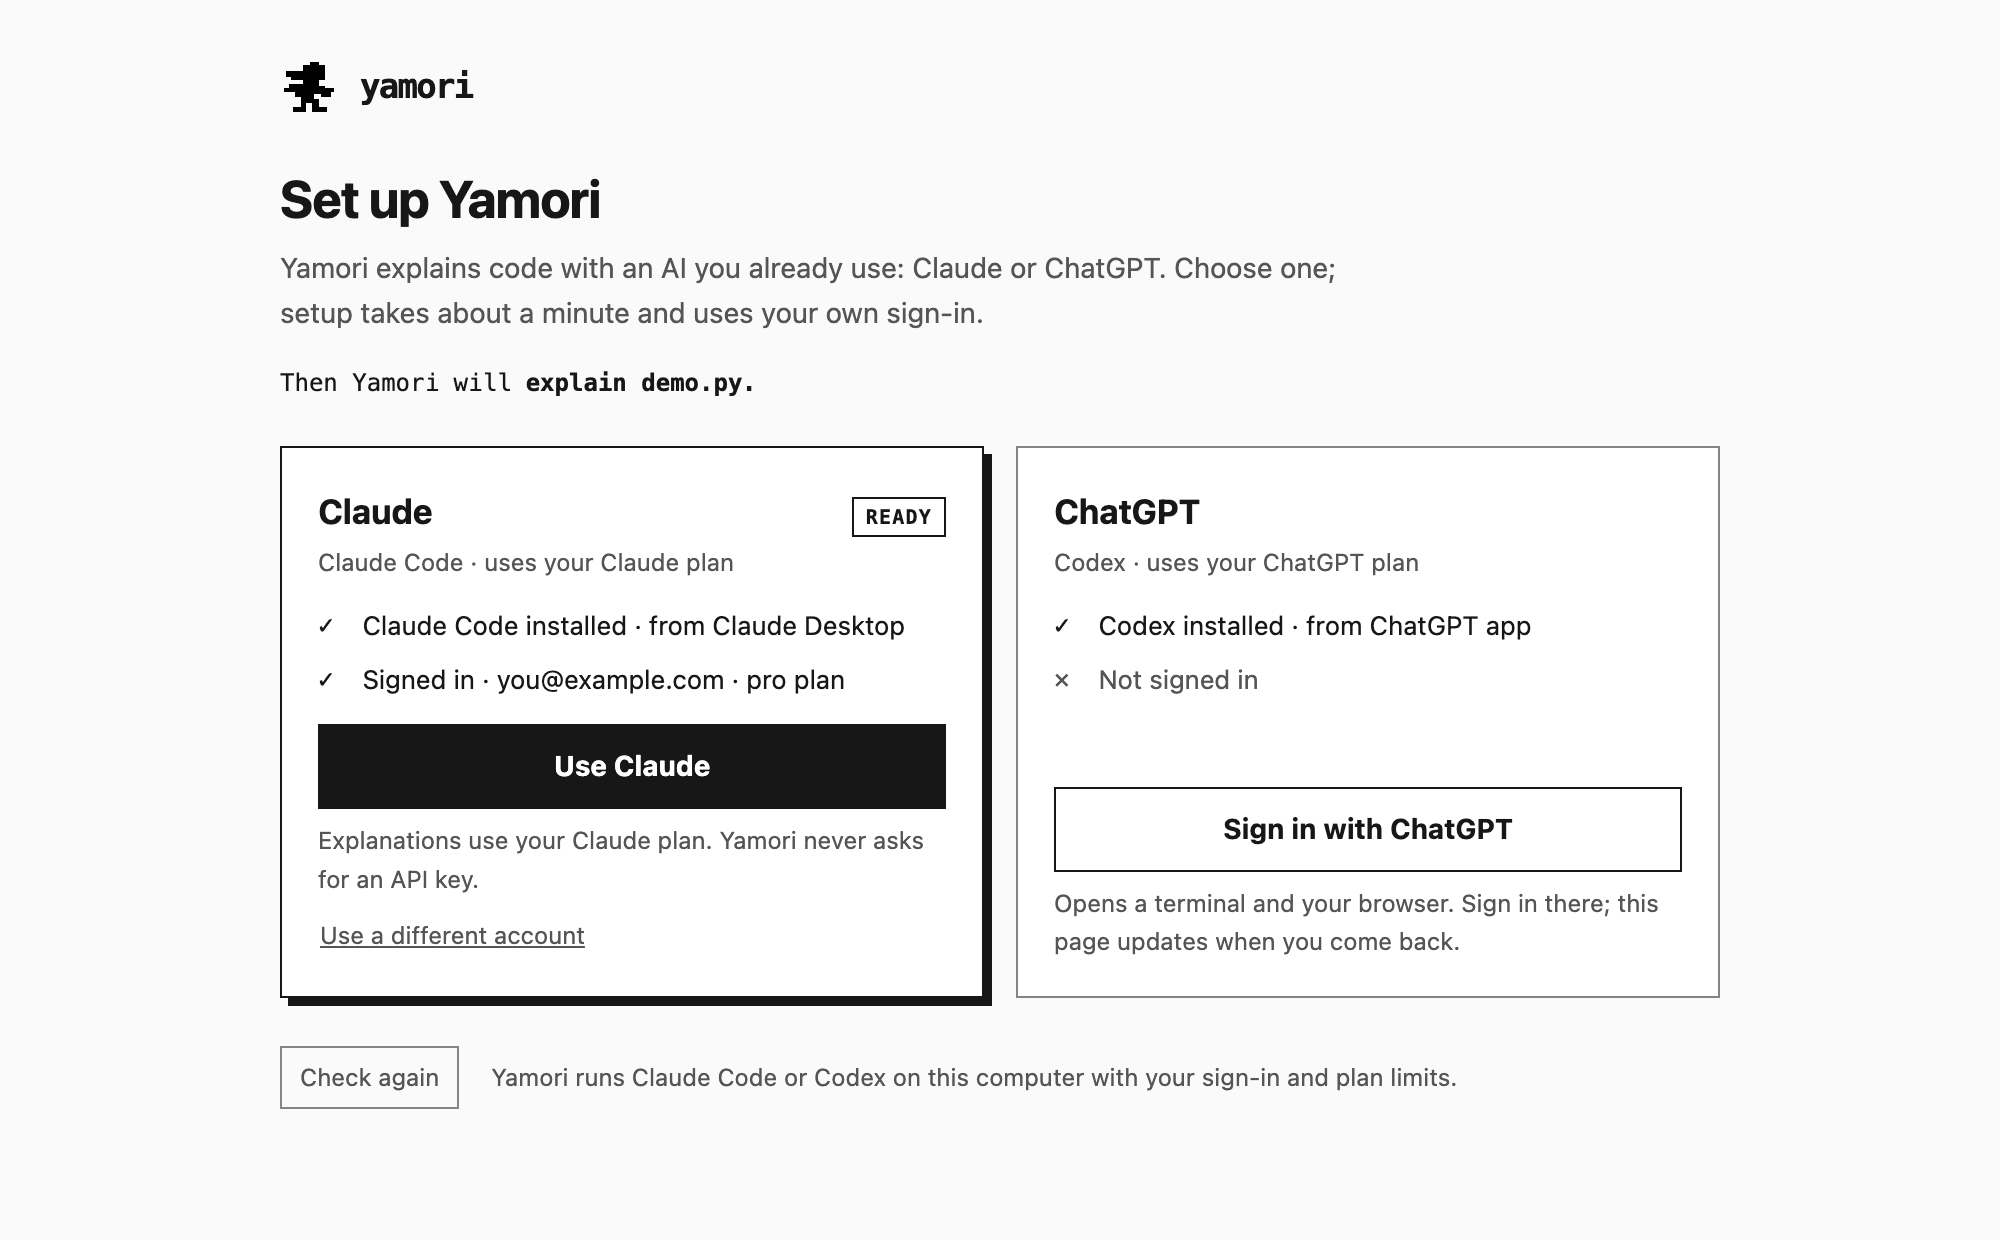 yamori
Set up Yamori
Yamori explains code with an AI you already use: Claude or ChatGPT. Choose one;
setup takes about a minute and uses your own sign-in.
Then Yamori will explain demo.py.
Claude
READY
Claude Code · uses your Claude plan
✓ Claude Code installed · from Claude Desktop
✓ Signed in · you@example.com · pro plan
Use Claude
Explanations use your Claude plan. Yamori never asks
for an API key.
Use a different account
ChatGPT
Codex · uses your ChatGPT plan
✓ Codex installed · from ChatGPT app
× Not signed in
Sign in with ChatGPT
Opens a terminal and your browser. Sign in there; this
page updates when you come back.
Check again
Yamori runs Claude Code or Codex on this computer with your sign-in and plan limits.